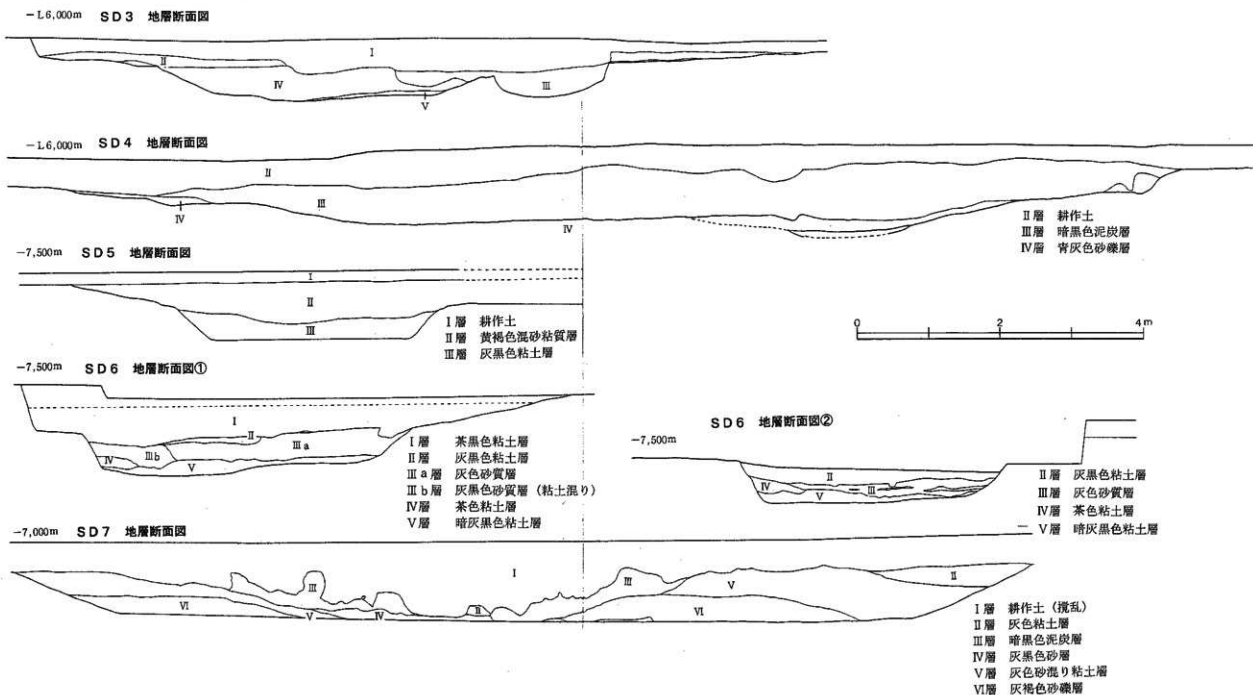 －L6,000m SD3 地層断面図
I
II
IV
III
V
－L6,000m SD4 地層断面図
II
III
IV
IV
II層 耕作土
III層 暗黒色泥炭層
IV層 青灰色砂礫層
－7,500m SD5 地層断面図
I
II
III
I層 耕作土
II層 黄褐色混砂粘質層
III層 灰黒色粘土層
0 2 4m
－7,500m SD6 地層断面図①
I
II
IIIa
IIIb
IV
V
I層 茶黒色粘土層
II層 灰黒色粘土層
IIIa層 灰色砂質層
IIIb層 灰黒色砂質層（粘土混り）
IV層 茶色粘土層
V層 暗灰黒色粘土層
SD6 地層断面図②
－7,500m
II
IV
III
V
II層 灰黒色粘土層
III層 灰色砂質層
IV層 茶色粘土層
V層 暗灰黒色粘土層
－7,000m SD7 地層断面図
I
III
III
V
II
VI
V
IV
III
VI
I層 耕作土（攪乱）
II層 灰色粘土層
III層 暗黒色泥炭層
IV層 灰黒色砂層
V層 灰色砂混り粘土層
VI層 灰褐色砂礫層